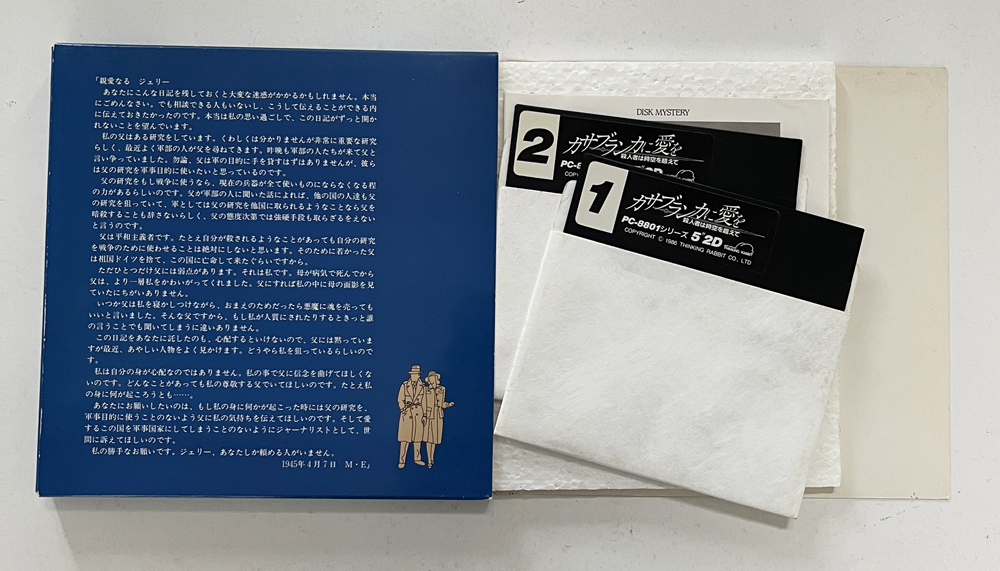 「親愛なる　ジェリー
　あなたにこんな日記を残しておくと大変な迷惑がかかるかもしれません。本当
にごめんなさい。でも相談できる人もいないし、こうして伝えることができる内
に伝えておきたかったのです。本当は私の思い過ごしで、この日記がずっと開か
れないことを望んでいます。
　私の父はある研究をしています。くわしくは分かりませんが非常に重要な研究
らしく、最近よく軍部の人が父を尋ねてきます。昨晩も軍部の人たちが来て父と
言い争っていました。勿論、父は軍の目的に手を貸すはずはありませんが、彼ら
は父の研究を軍事目的に使いたいと思っているのです。
　父の研究をもし戦争に使うなら、現在の兵器が全て使いものにならなくなる程
の力があるらしいのです。父が軍部の人に聞いた話によれば、他の国の人達も父
の研究を狙っていて、軍としては父の研究を他国に取られるようなことなら父を
暗殺することも辞さないらしく、父の態度次第では強硬手段も取らざるをえない
と言うのです。
　父は平和主義者です。たとえ自分が殺されるようなことがあっても自分の研究
を戦争のために使わせることは絶対にしないと思います。そのために若かった父
は祖国ドイツを捨て、この国に亡命して来たぐらいですから。
　ただひとつだけ父には弱点があります。それは私です。母が病気で死んでから
父は、より一層私をかわいがってくれました。父にすれば私の中に母の面影を見
ていたにちがいありません。
　いつか父は私を寝かしつけながら、おまえのためだったら悪魔に魂を売っても
いいと言いました。そんな父ですから、もし私が人質にされたりするときっと誰
の言うことでも聞いてしまうに違いありません。
　この日記をあなたに託したのも、心配するといけないので、父には黙っていま
すが最近、あやしい人物をよく見かけます。どうやら私を狙っているらしいので
す。
　私は自分の身が心配なのではありません。私の事で父に信念を曲げてほしくな
いのです。どんなことがあっても私の尊敬する父でいてほしいのです。たとえ私
の身に何が起ころうとも……。
　あなたにお願いしたいのは、もし私の身に何かが起こった時には父の研究を、
軍事目的に使うことのないよう父に私の気持ちを伝えてほしいのです。そして愛
するこの国を軍事国家にしてしまうことのないようにジャーナリストとして、世
間に訴えてほしいのです。
　私の勝手なお願いです。ジェリー、あなたしか頼める人がいません。
1945年4月7日　M・E」
DISK MYSTERY
2
カサブランカに愛を
殺人者は時空を超えて
PC-8
2D
COP
1
カサブランカに愛を
殺人者は時空を超えて
PC-8801シリーズ 5"2D
COPYRIGHT © 1986 THINKING RABBIT CO., LTD
THINKING RABBIT